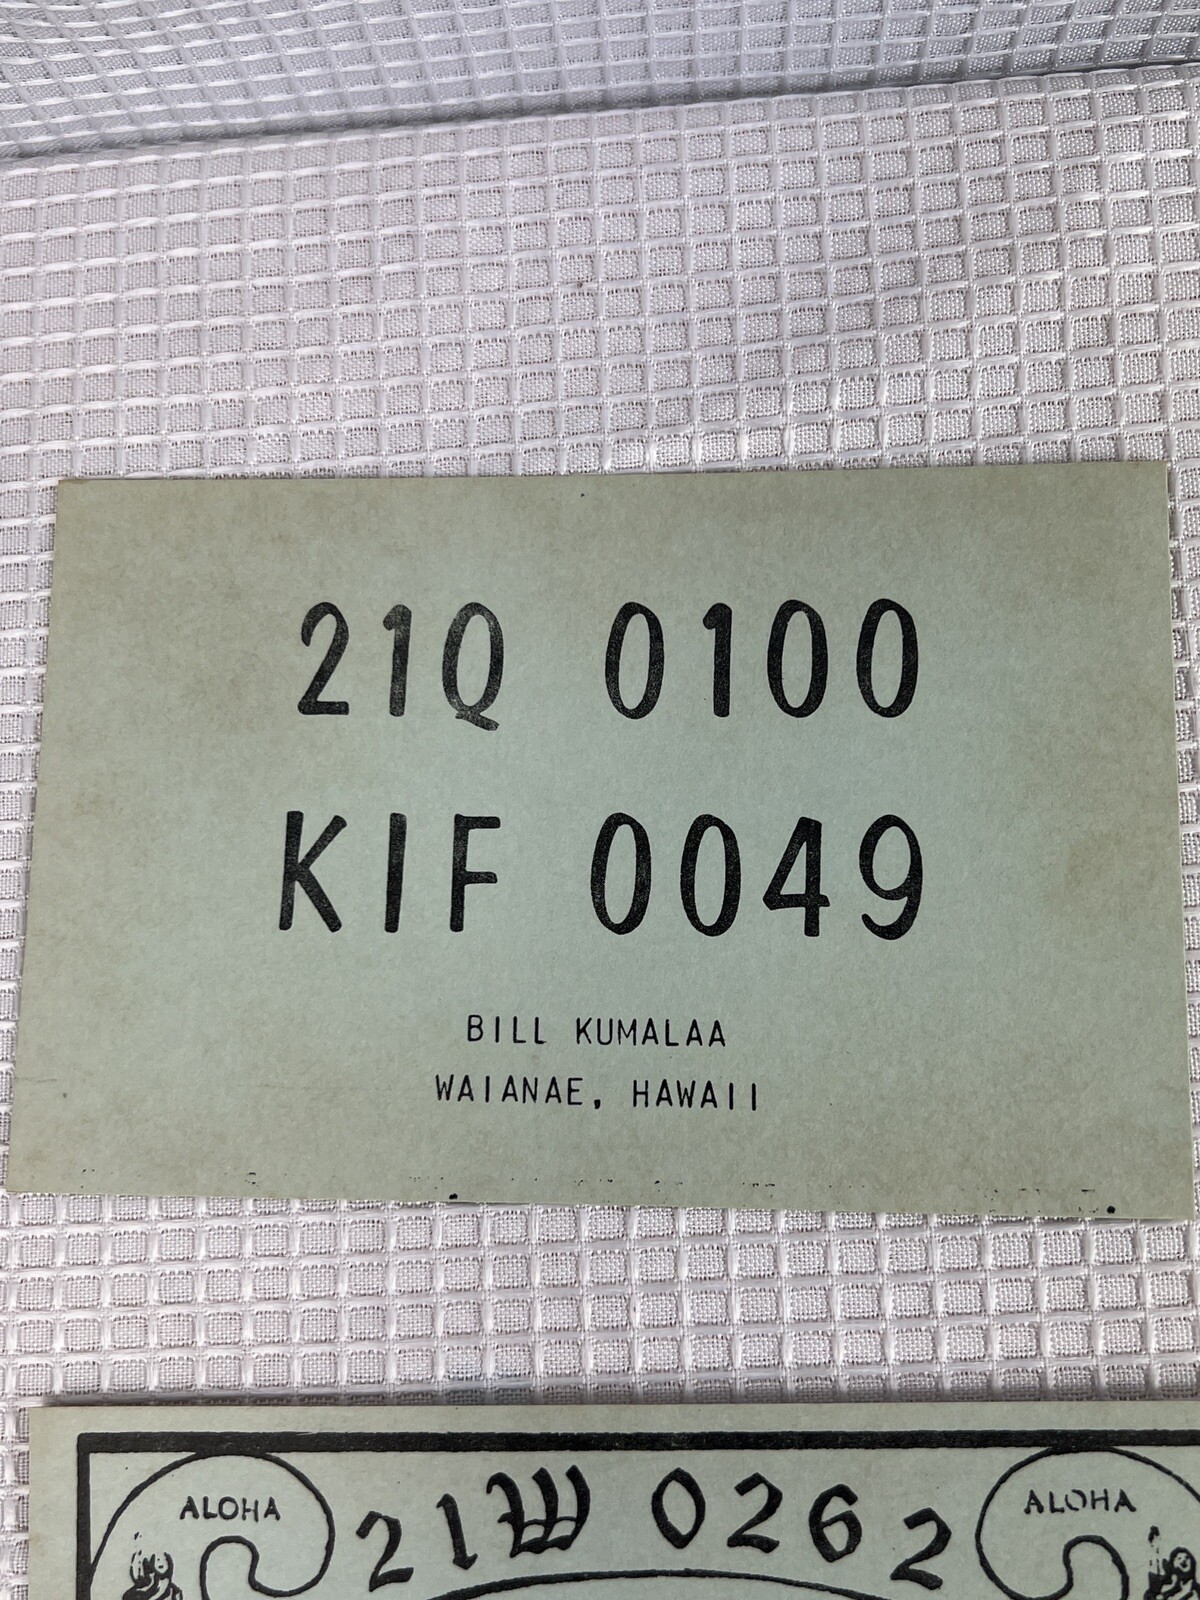 21Q 0100
KIF 0049
BILL KUMALAA
WAIANAE, HAWAII
ALOHA 21W 0262 ALOHA